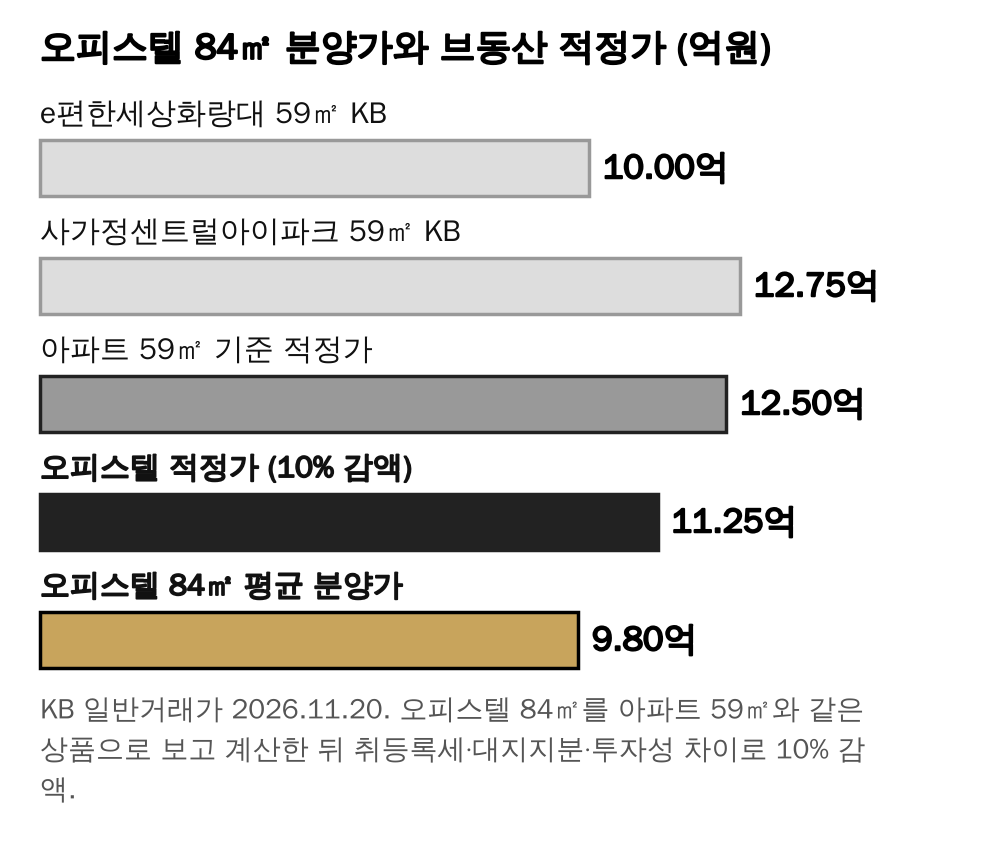 오피스텔 84㎡ 분양가와 브동산 적정가 (억원)
e편한세상화랑대 59㎡ KB
10.00억
사가정센트럴아이파크 59㎡ KB
12.75억
아파트 59㎡ 기준 적정가
12.50억
오피스텔 적정가 (10% 감액)
11.25억
오피스텔 84㎡ 평균 분양가
9.80억
KB 일반거래가 2026.11.20. 오피스텔 84㎡를 아파트 59㎡와 같은
상품으로 보고 계산한 뒤 취등록세·대지지분·투자성 차이로 10% 감
액.